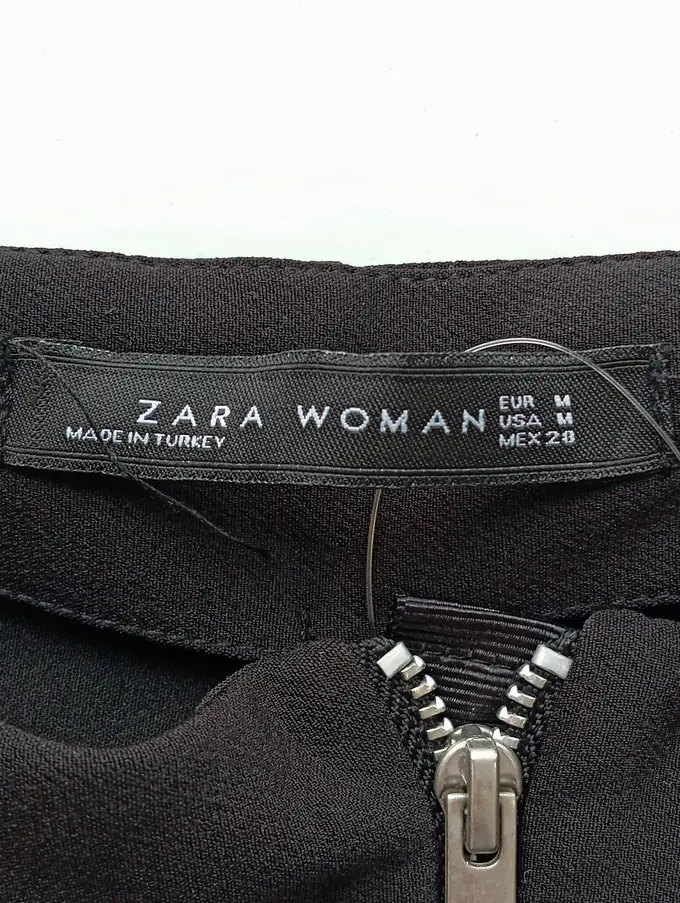 ZARA WOMAN
MADE IN TURKEY
EUR M
USA M
MEX 28